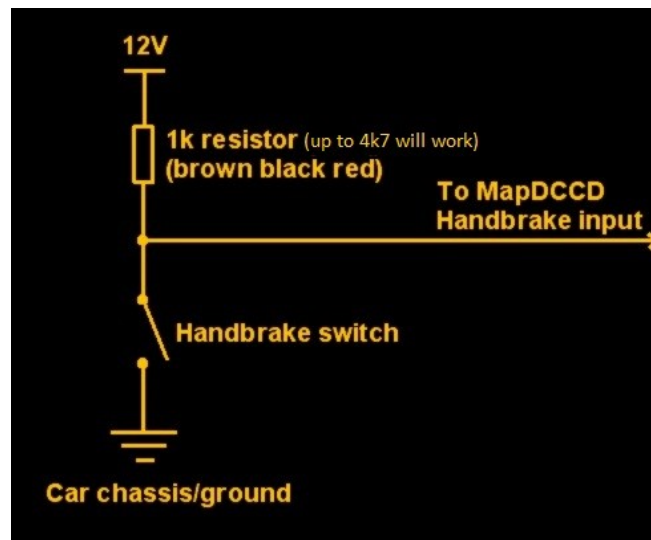 12V
1k resistor (up to 4k7 will work)
(brown black red)
To MapDCCD
Handbrake input
Handbrake switch
Car chassis/ground